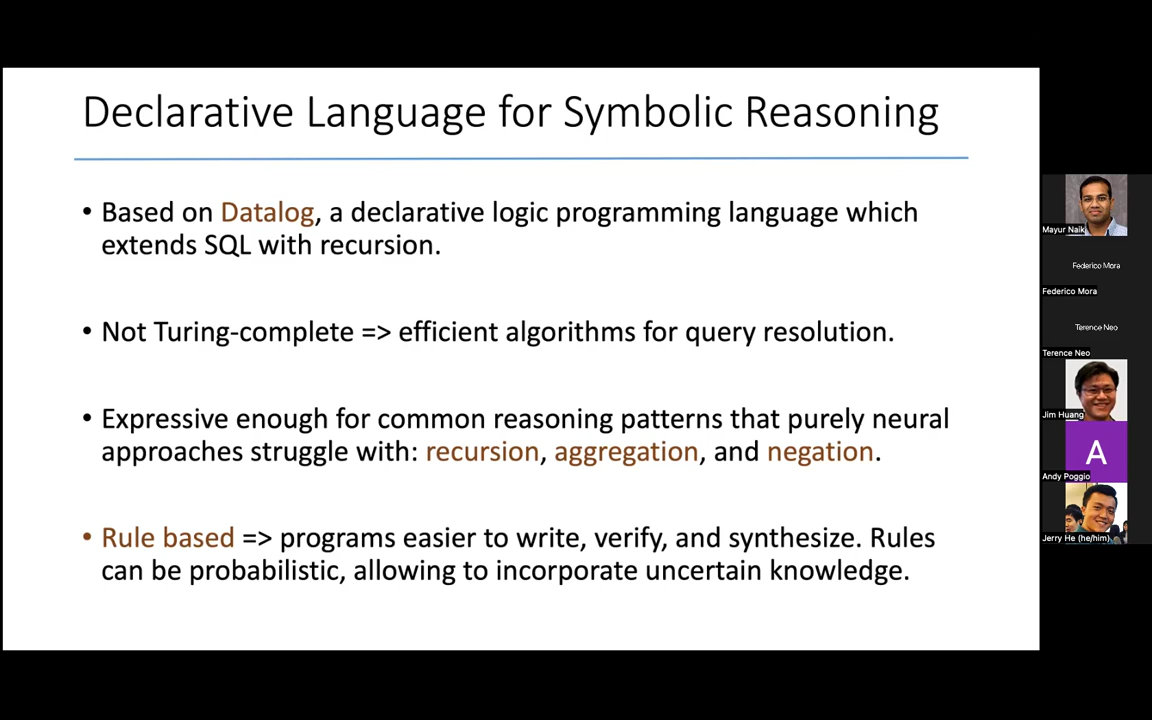 Declarative Language for Symbolic Reasoning
• Based on Datalog, a declarative logic programming language which
extends SQL with recursion.
• Not Turing-complete => efficient algorithms for query resolution.
• Expressive enough for common reasoning patterns that purely neural
approaches struggle with: recursion, aggregation, and negation.
• Rule based => programs easier to write, verify, and synthesize. Rules
can be probabilistic, allowing to incorporate uncertain knowledge.
Mayur Naik
Federico Mora
Federico Mora
Terence Neo
Terence Neo
Jim Huang
A
Andy Poggio
Jerry He (he/him)